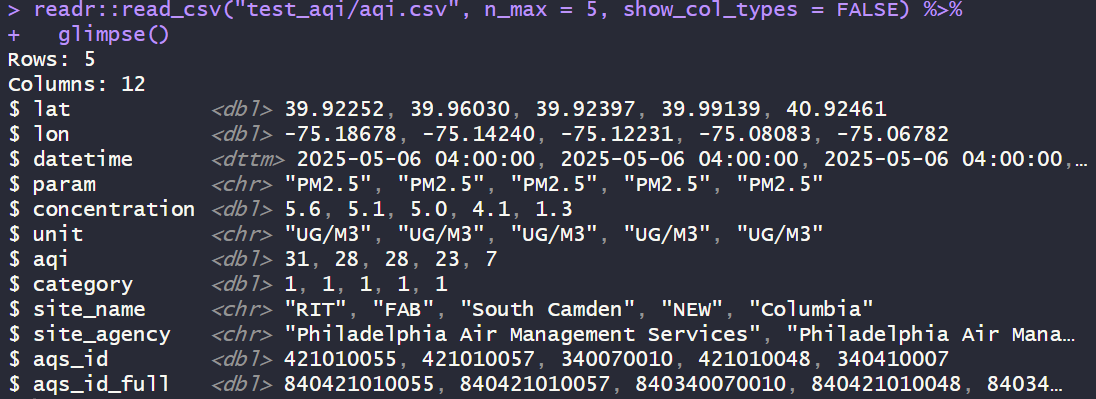 > readr::read_csv("test_aqi/aqi.csv", n_max = 5, show_col_types = FALSE) %>%
+   glimpse()
Rows: 5
Columns: 12
$ lat           <dbl> 39.92252, 39.96030, 39.92397, 39.99139, 40.92461
$ lon           <dbl> -75.18678, -75.14240, -75.12231, -75.08083, -75.06782
$ datetime      <dttm> 2025-05-06 04:00:00, 2025-05-06 04:00:00, 2025-05-06 04:00:00,…
$ param         <chr> "PM2.5", "PM2.5", "PM2.5", "PM2.5", "PM2.5"
$ concentration <dbl> 5.6, 5.1, 5.0, 4.1, 1.3
$ unit          <chr> "UG/M3", "UG/M3", "UG/M3", "UG/M3", "UG/M3"
$ aqi           <dbl> 31, 28, 28, 23, 7
$ category      <dbl> 1, 1, 1, 1, 1
$ site_name     <chr> "RIT", "FAB", "South Camden", "NEW", "Columbia"
$ site_agency   <chr> "Philadelphia Air Management Services", "Philadelphia Air Mana…
$ aqs_id        <dbl> 421010055, 421010057, 340070010, 421010048, 340410007
$ aqs_id_full   <dbl> 840421010055, 840421010057, 840340070010, 840421010048, 84034…